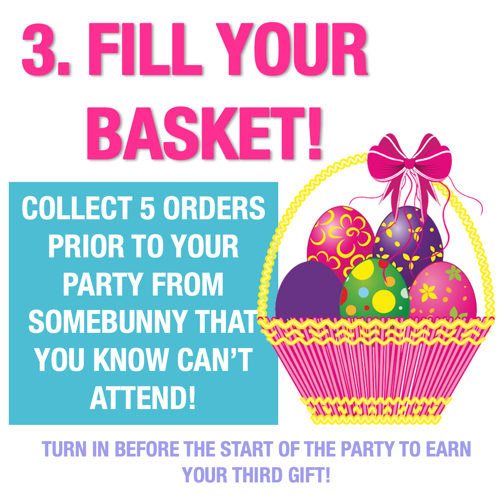 3. FILL YOUR
BASKET!
COLLECT 5 ORDERS
PRIOR TO YOUR
PARTY FROM
SOMEBUNNY THAT
YOU KNOW CAN'T
ATTEND!
TURN IN BEFORE THE START OF THE PARTY TO EARN
YOUR THIRD GIFT!